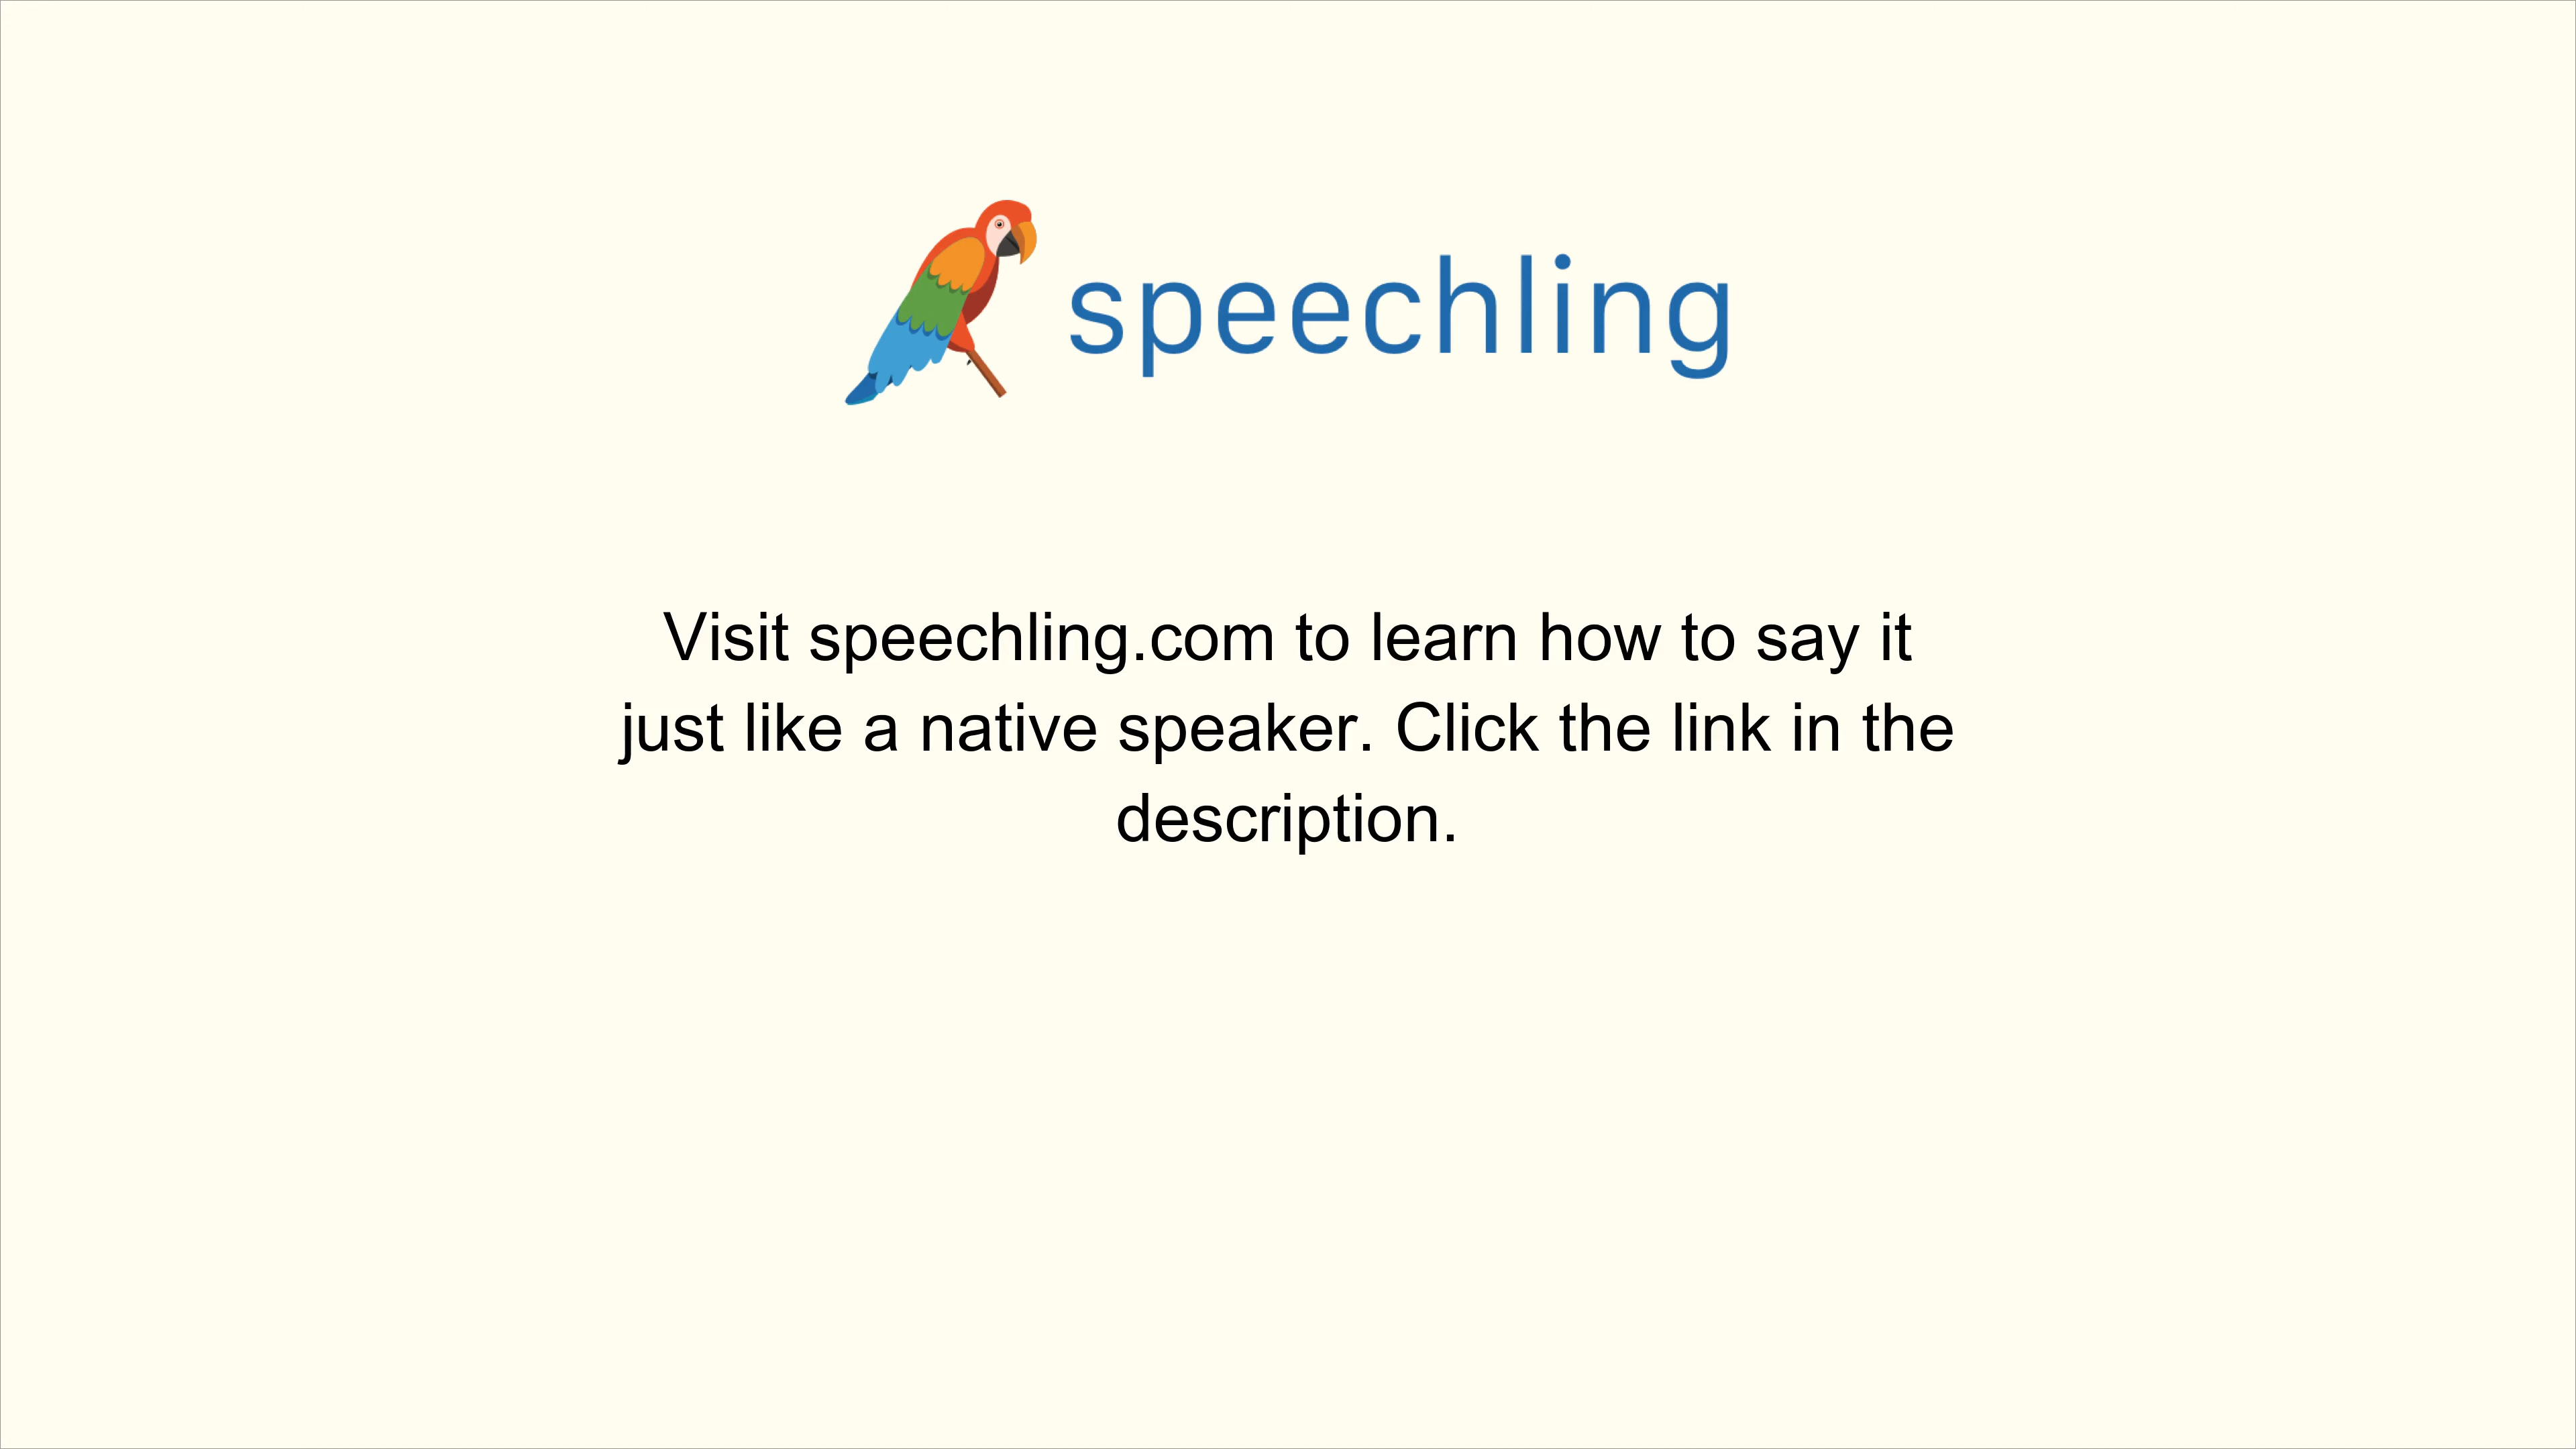 speechling
Visit speechling.com to learn how to say it
just like a native speaker. Click the link in the
description.